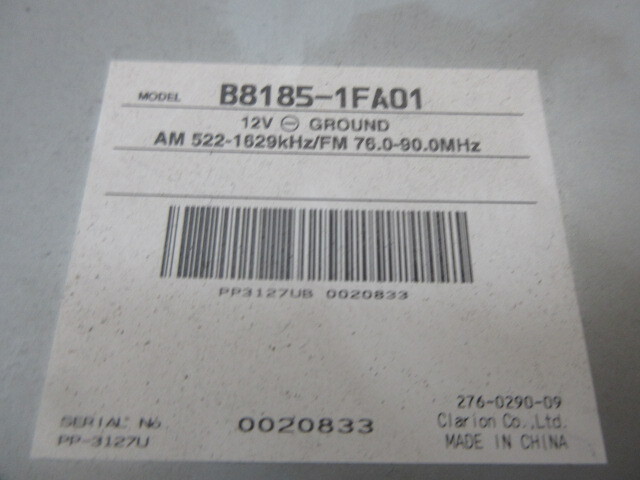 MODEL B8185-1FA01
12V ⊖ GROUND
AM 522-1629kHz/FM 76.0-90.0MHz
PP3127UB 0020833
276-0290-09
SERIAL No. 0020833 Clarion Co.,Ltd.
PP-3127U MADE IN CHINA